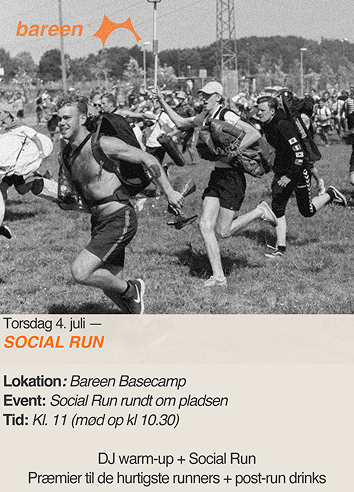 bareen
Torsdag 4. juli —
SOCIAL RUN
Lokation: Bareen Basecamp
Event: Social Run rundt om pladsen
Tid: Kl. 11 (mød op kl 10.30)
DJ warm-up + Social Run
Præmier til de hurtigste runners + post-run drinks